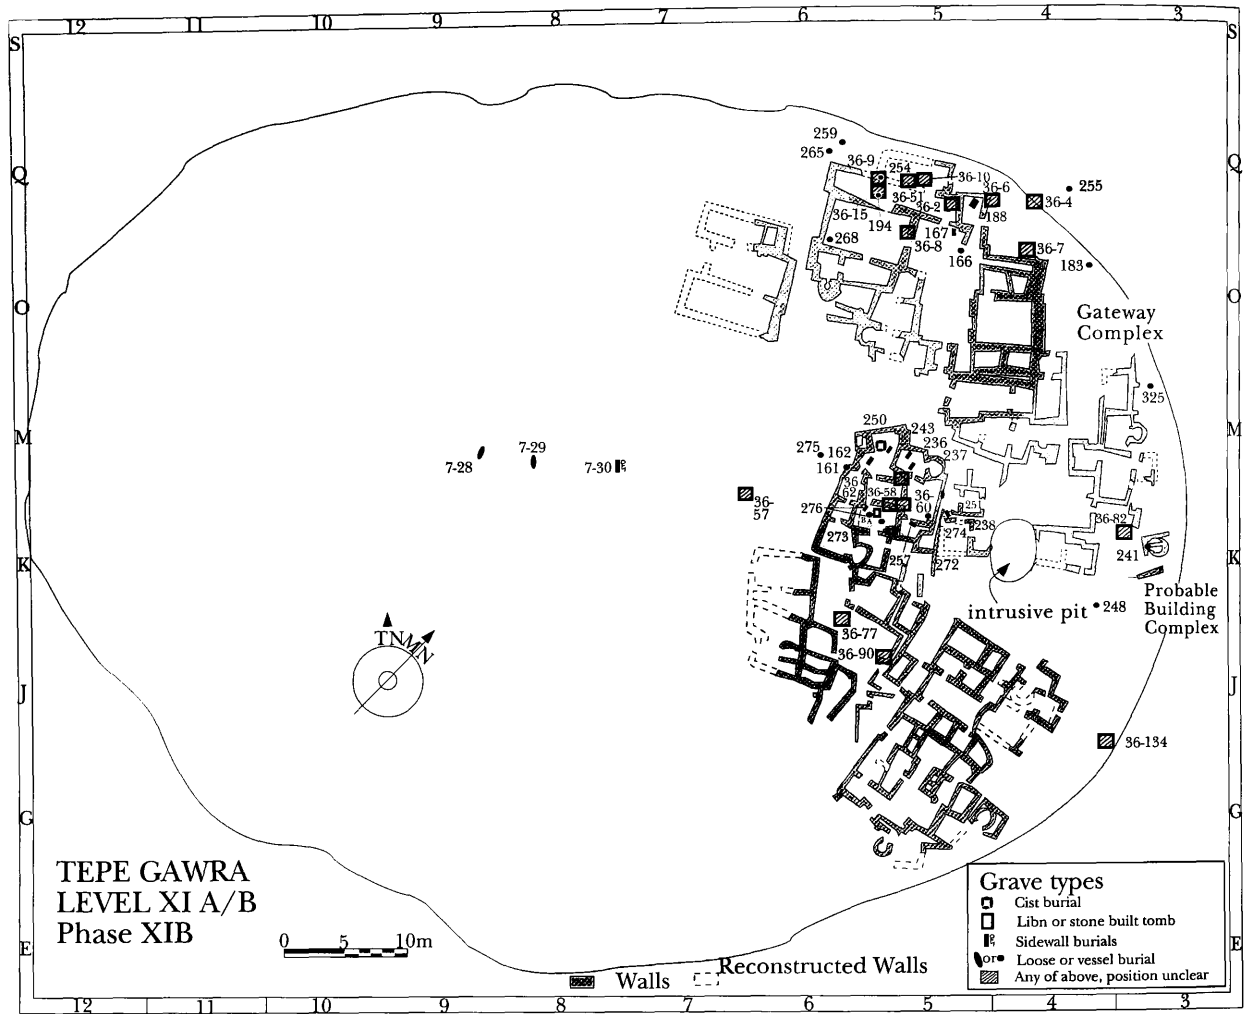 12 11 10 9 8 7 6 5 4 3
S S
Q Q
O O
M M
K K
J J
G G
E E
259
265
36-9
254
36-10
36-6
255
36-51
36-2
188
36-4
36-15
194
167
268
36-8
166
36-7
183
Gateway
Complex
325
250
243
275
162
236
237
161
7-28
7-29
7-30
36
62
36-58
36-
60
36-
57
276
B A
251
274
238
36-82
273
257
272
241
intrusive pit
248
Probable
Building
Complex
36-77
36-90
TN
MN
36-134
TEPE GAWRA
LEVEL XI A/B
Phase XIB
0 5 10m
Walls
Reconstructed Walls
Grave types
Cist burial
Libn or stone built tomb
Sidewall burials
or
Loose or vessel burial
Any of above, position unclear
12 11 10 9 8 7 6 5 4 3